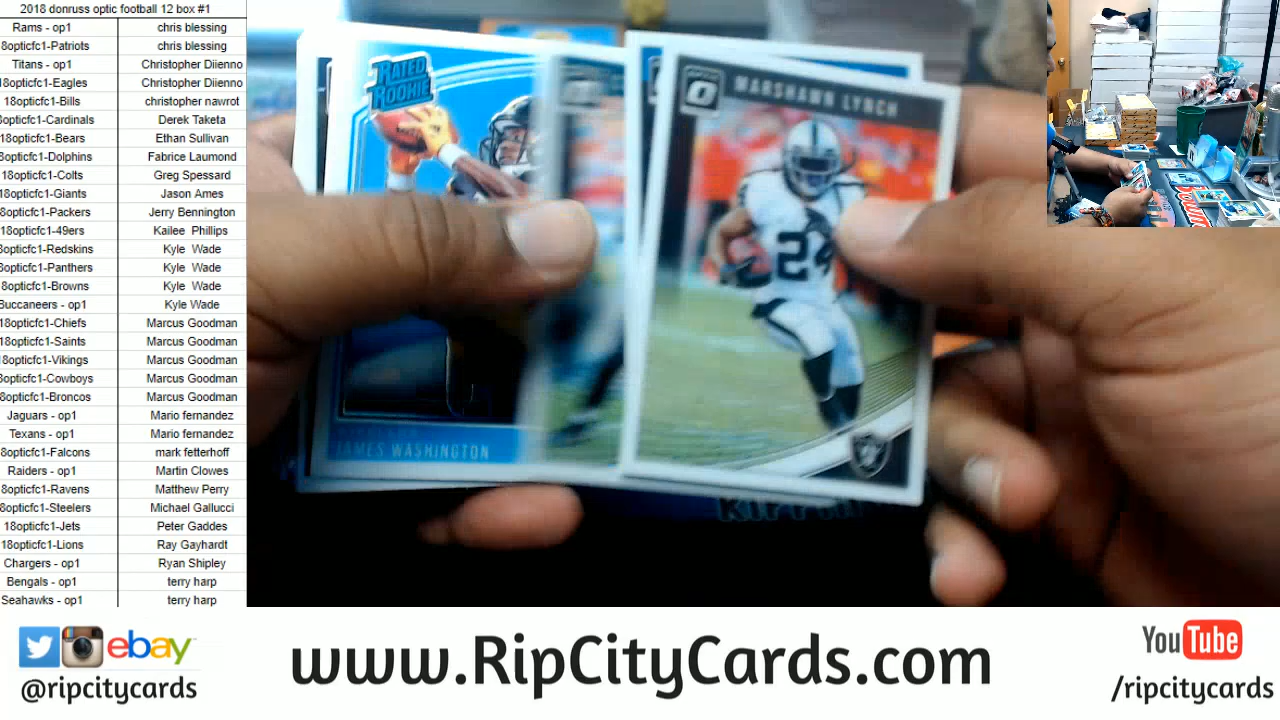 2018 donruss optic football 12 box #1
Rams - op1 chris blessing
8opticfc1-Patriots chris blessing
Titans - op1 Christopher Diienno
8opticfc1-Eagles Christopher Diienno
18opticfc1-Bills christopher nawrot
8opticfc1-Cardinals Derek Taketa
18opticfc1-Bears Ethan Sullivan
8opticfc1-Dolphins Fabrice Laumond
18opticfc1-Colts Greg Spessard
18opticfc1-Giants Jason Ames
8opticfc1-Packers Jerry Bennington
18opticfc1-49ers Kailee Phillips
8opticfc1-Redskins Kyle Wade
8opticfc1-Panthers Kyle Wade
8opticfc1-Browns Kyle Wade
Buccaneers - op1 Kyle Wade
18opticfc1-Chiefs Marcus Goodman
18opticfc1-Saints Marcus Goodman
18opticfc1-Vikings Marcus Goodman
8opticfc1-Cowboys Marcus Goodman
8opticfc1-Broncos Marcus Goodman
Jaguars - op1 Mario fernandez
Texans - op1 Mario fernandez
8opticfc1-Falcons mark fetterhoff
Raiders - op1 Martin Clowes
8opticfc1-Ravens Matthew Perry
8opticfc1-Steelers Michael Gallucci
18opticfc1-Jets Peter Gaddes
18opticfc1-Lions Ray Gayhardt
Chargers - op1 Ryan Shipley
Bengals - op1 terry harp
Seahawks - op1 terry harp
RATED
ROOKIE
JAMES WASHINGTON
MARSHAWN LYNCH
24
ebay
@ripcitycards
www.RipCityCards.com
YouTube
/ripcitycards